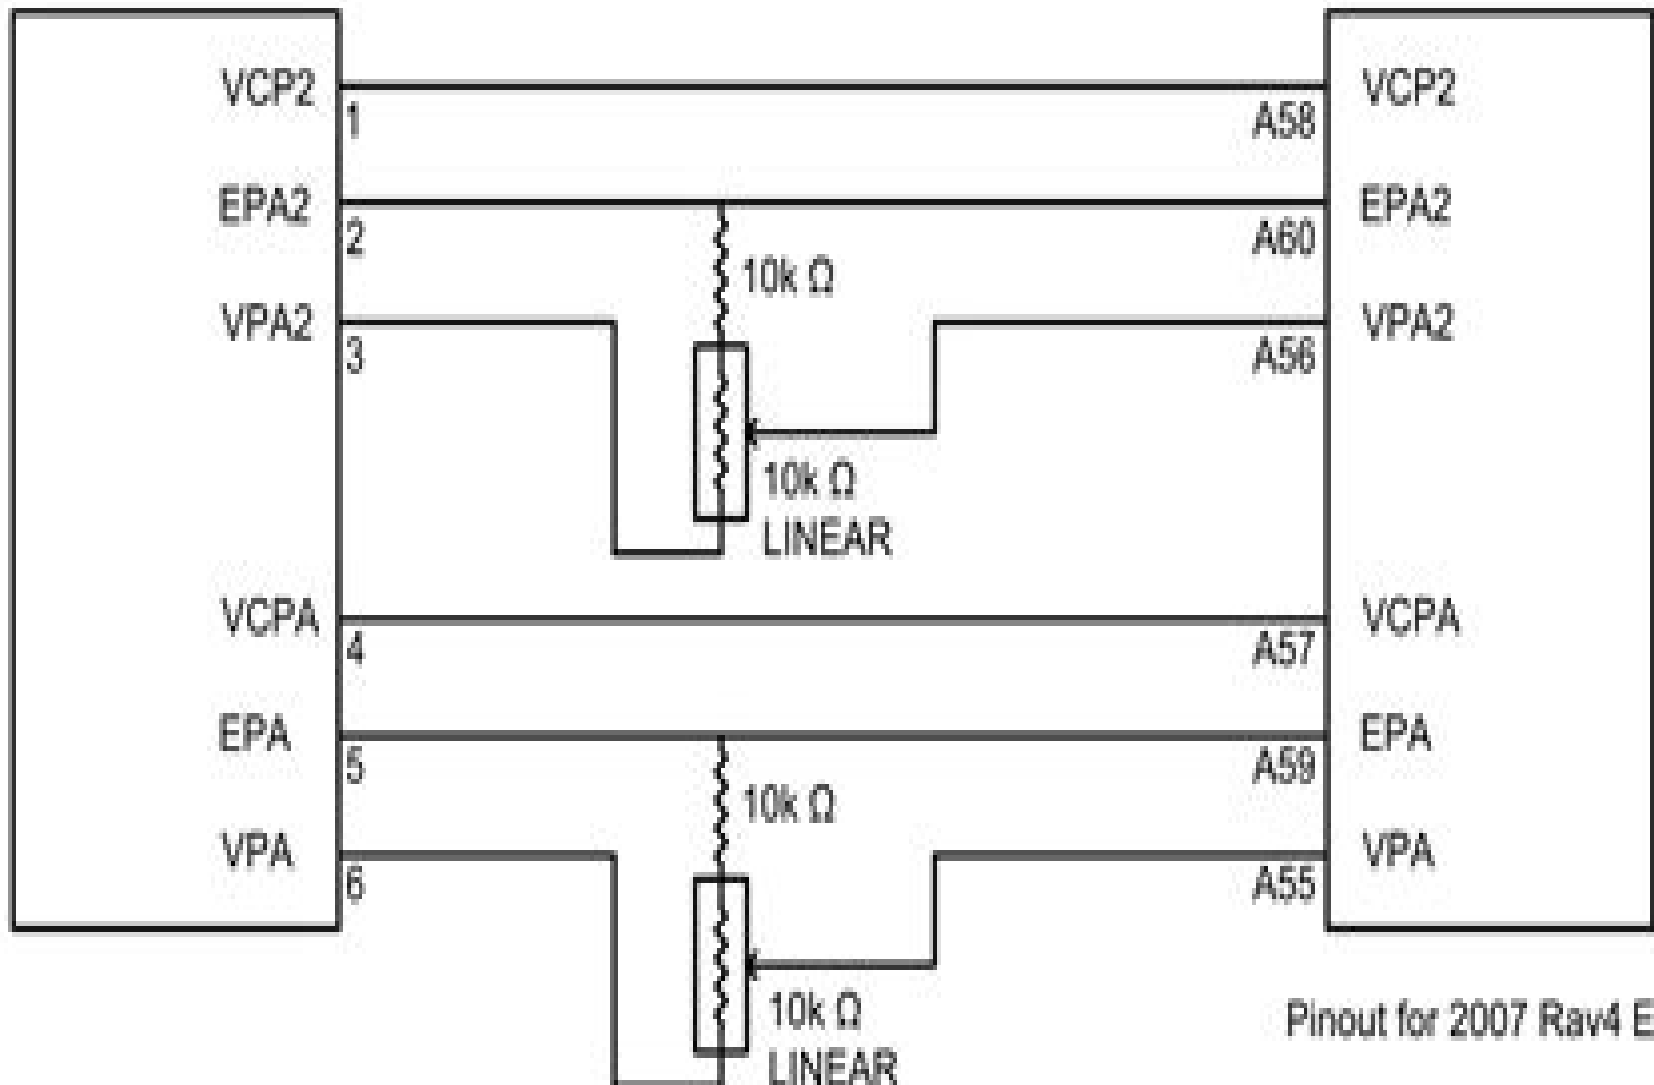 VCP2
1
A58
VCP2
EPA2
2
A60
EPA2
10k Ω
VPA2
3
A56
VPA2
10k Ω
LINEAR
VCPA
4
A57
VCPA
EPA
5
A59
EPA
10k Ω
VPA
6
A55
VPA
10k Ω
LINEAR
Pinout for 2007 Rav4 E